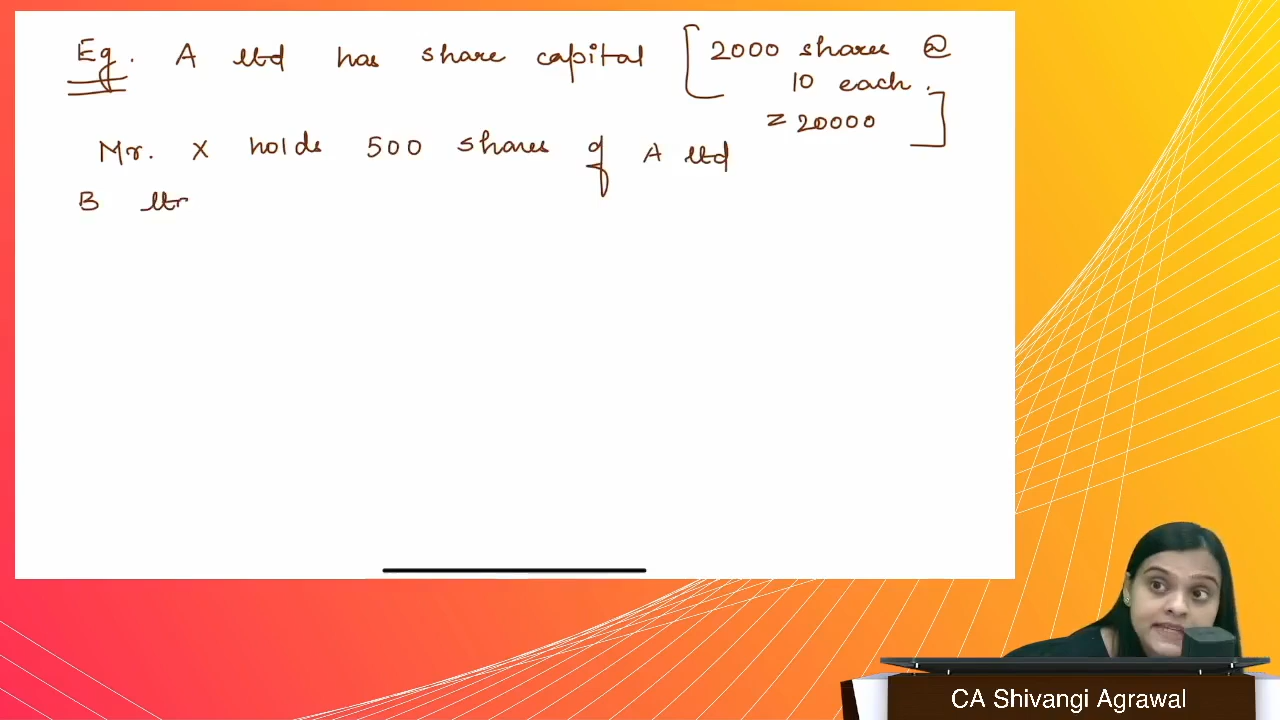 Eg. A ltd has share capital [2000 shares @
10 each.
= 20000]
Mr. X holds 500 shares of A ltd
B ltr
CA Shivangi Agrawal